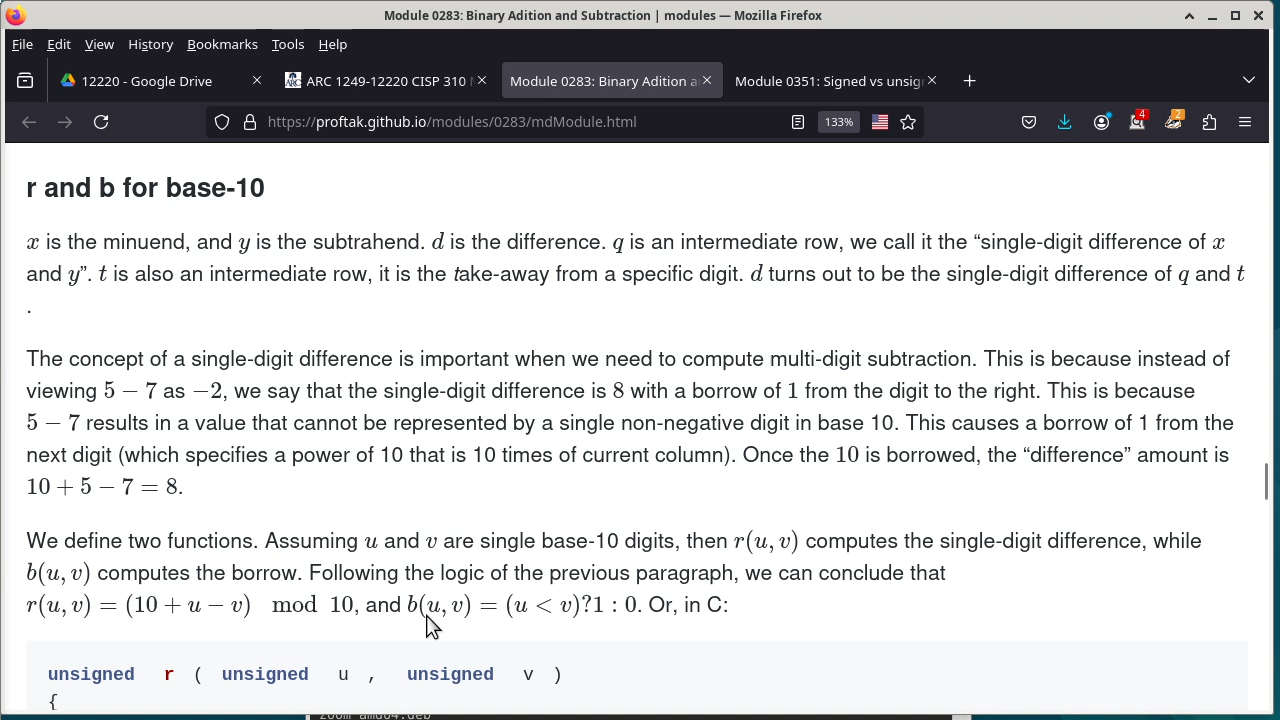 Module 0283: Binary Adition and Subtraction | modules — Mozilla Firefox
File Edit View History Bookmarks Tools Help
12220 - Google Drive
ARC 1249-12220 CISP 310
Module 0283: Binary Adition a
Module 0351: Signed vs unsig
https://proftak.github.io/modules/0283/mdModule.html
133%
4
2
r and b for base-10
x is the minuend, and y is the subtrahend. d is the difference. q is an intermediate row, we call it the “single-digit difference of x
and y”. t is also an intermediate row, it is the take-away from a specific digit. d turns out to be the single-digit difference of q and t
.
The concept of a single-digit difference is important when we need to compute multi-digit subtraction. This is because instead of
viewing 5 − 7 as −2, we say that the single-digit difference is 8 with a borrow of 1 from the digit to the right. This is because
5 − 7 results in a value that cannot be represented by a single non-negative digit in base 10. This causes a borrow of 1 from the
next digit (which specifies a power of 10 that is 10 times of current column). Once the 10 is borrowed, the “difference” amount is
10 + 5 − 7 = 8.
We define two functions. Assuming u and v are single base-10 digits, then r(u, v) computes the single-digit difference, while
b(u, v) computes the borrow. Following the logic of the previous paragraph, we can conclude that
r(u, v) = (10 + u − v) mod 10, and b(u, v) = (u < v)?1 : 0. Or, in C:
unsigned r ( unsigned u , unsigned v )
{